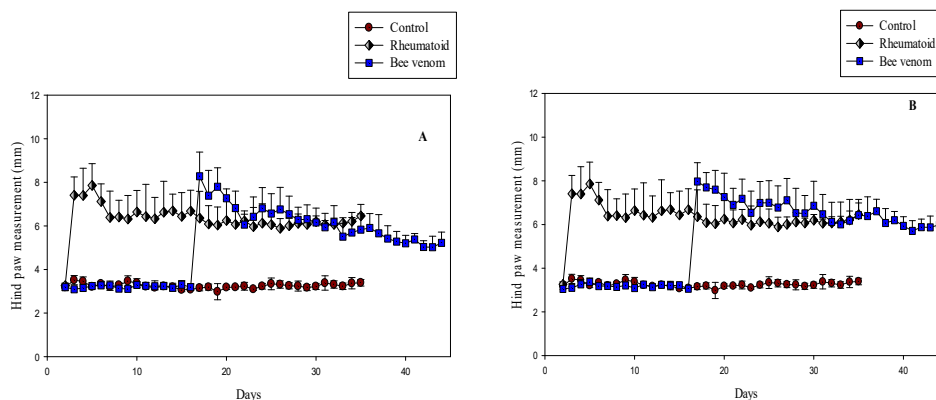 Control
Rheumatoid
Bee venom
12
10
8
6
4
2
0
Hind paw measurement (mm)
A
0 10 20 30 40
Days
Control
Rheumatoid
Bee venom
12
10
8
6
4
2
0
Hind paw measurement (mm)
B
0 10 20 30 40
Days